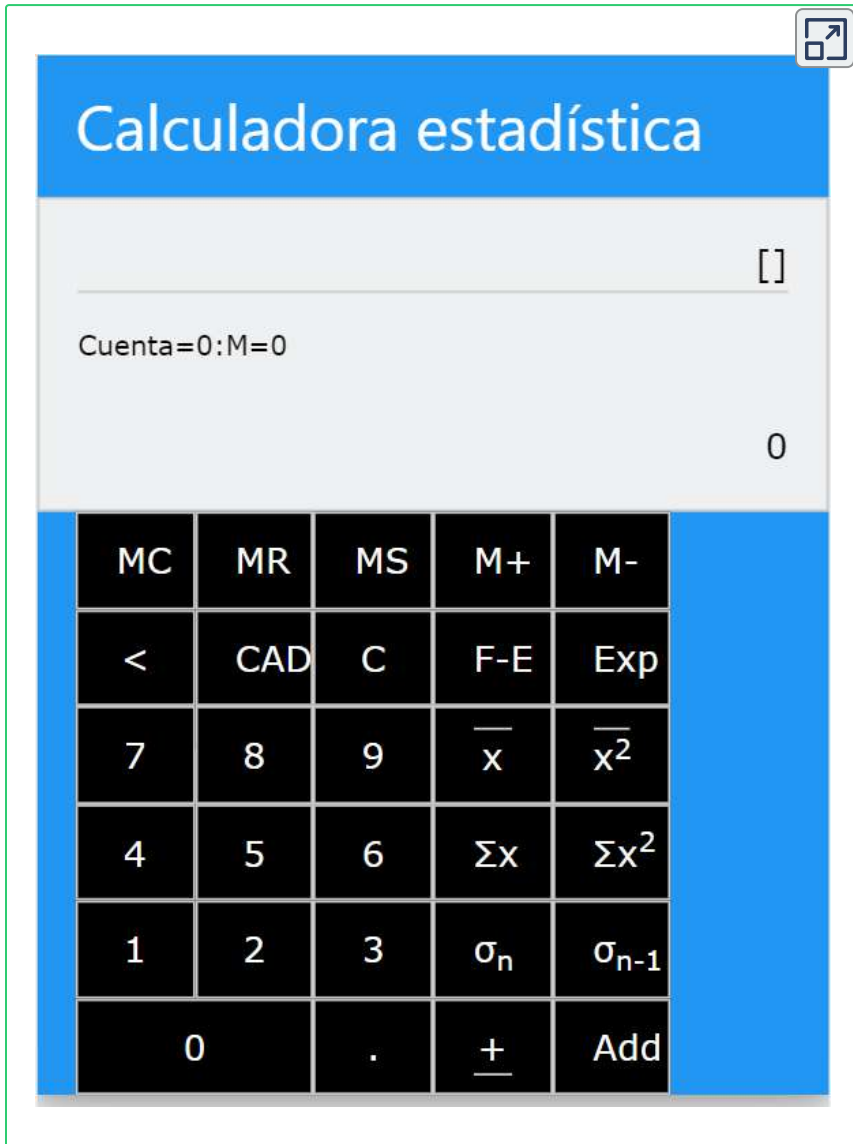 Calculadora estadística
[]
Cuenta=0:M=0
0
MC MR MS M+ M-
< CAD C F-E Exp
7 8 9 x̅ x̅²
4 5 6 Σx Σx²
1 2 3 σₙ σₙ₋₁
0 . ± Add